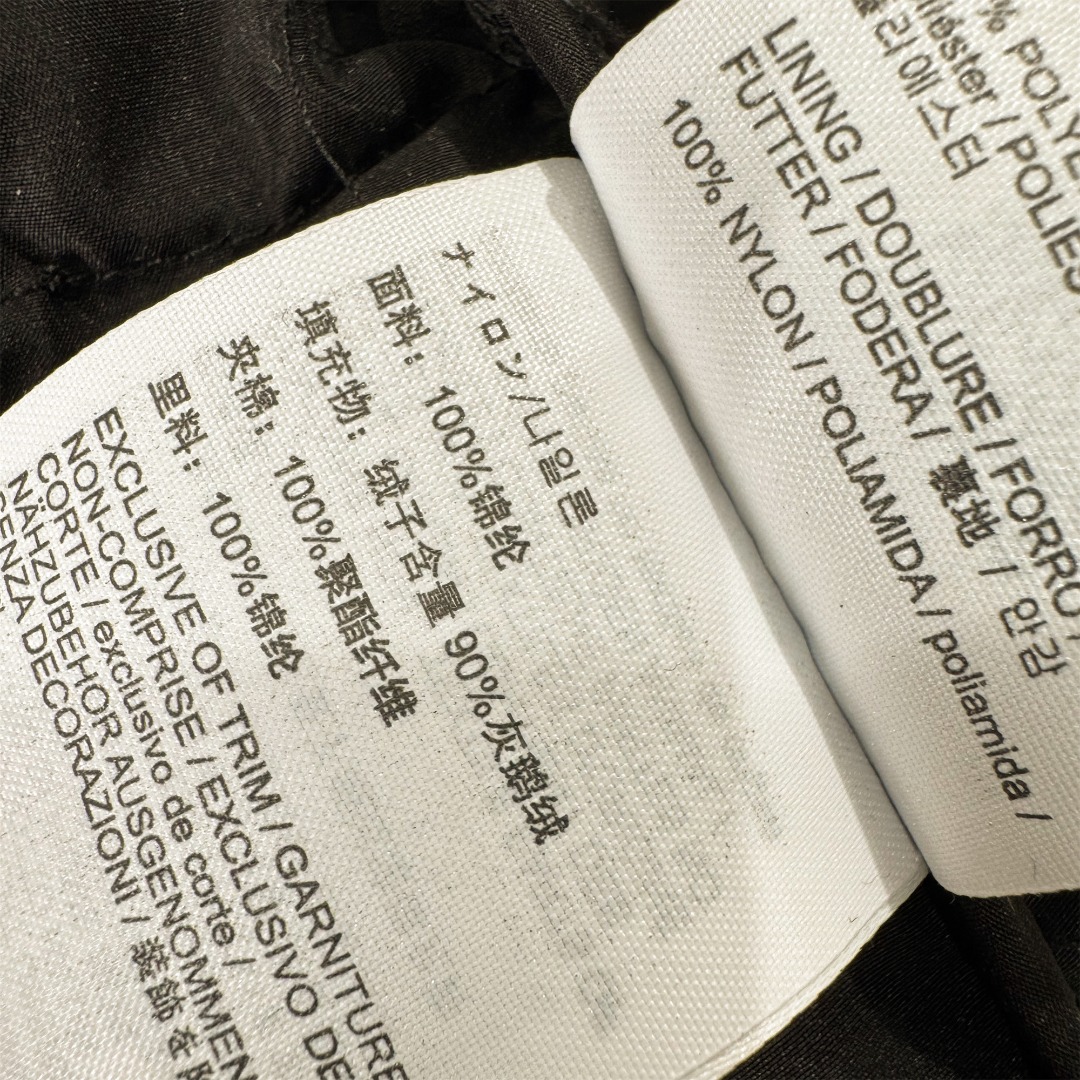 % POLYE
liéster / POLIES
리에스터
LINING / DOUBLURE / FORRO /
FUTTER / FODERA / 裏地 / 안감
100% NYLON / POLIAMIDA / poliamida /
ナイロン/나일론
面料：100%锦纶
填充物：绒子含量 90%灰鹅绒
夹棉：100%聚酯纤维
里料：100%锦纶
EXCLUSIVE OF TRIM / GARNITURE
NON-COMPRISE / EXCLUSIVO DE
CORTE / exclusivo de corte /
NÄHZUBEHÖR AUSGENOMMEN
SENZA DECORAZIONI / 装飾を